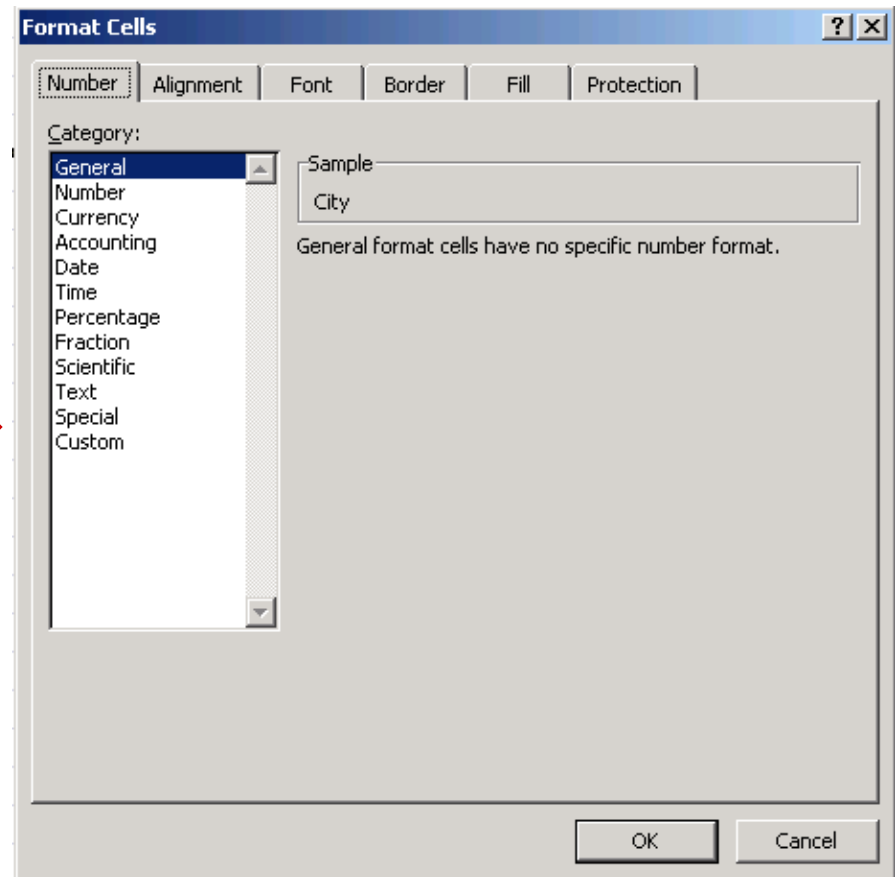 Format Cells
Number Alignment Font Border Fill Protection
Category:
General
Number
Currency
Accounting
Date
Time
Percentage
Fraction
Scientific
Text
Special
Custom
Sample
City
General format cells have no specific number format.
OK Cancel